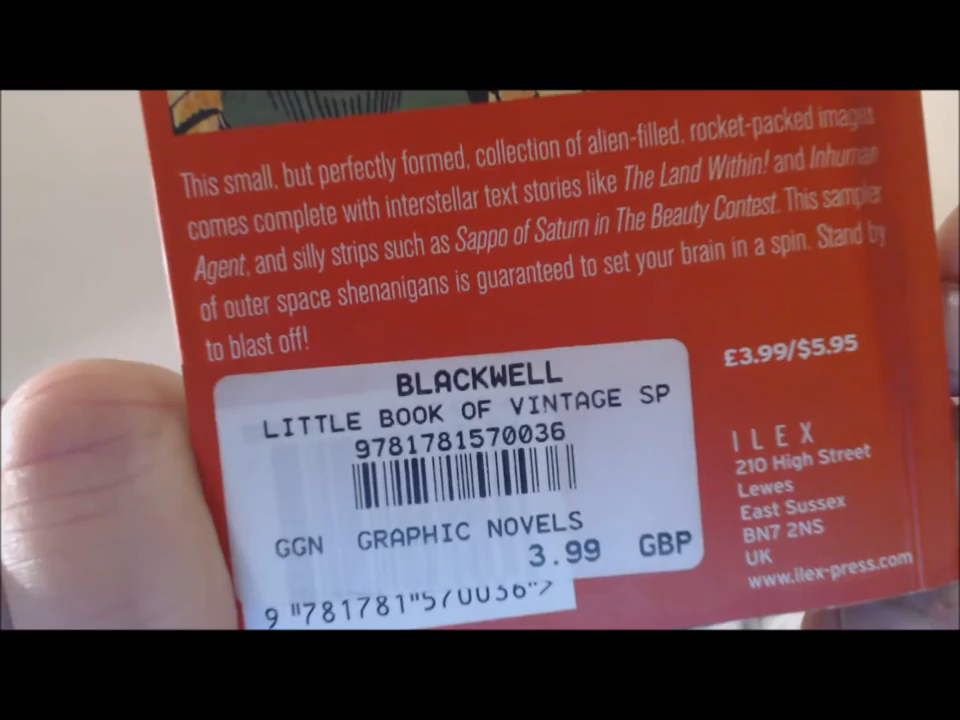 This small, but perfectly formed, collection of alien-filled, rocket-packed images
comes complete with interstellar text stories like The Land Within! and Inhuman
Agent, and silly strips such as Sappo of Saturn in The Beauty Contest. This sampler
of outer space shenanigans is guaranteed to set your brain in a spin. Stand by
to blast off!
£3.99/$5.95
BLACKWELL
LITTLE BOOK OF VINTAGE SP
9781781570036
GGN GRAPHIC NOVELS
3.99 GBP
9 "781781"570036">
ILEX
210 High Street
Lewes
East Sussex
BN7 2NS
UK
www.ilex-press.com